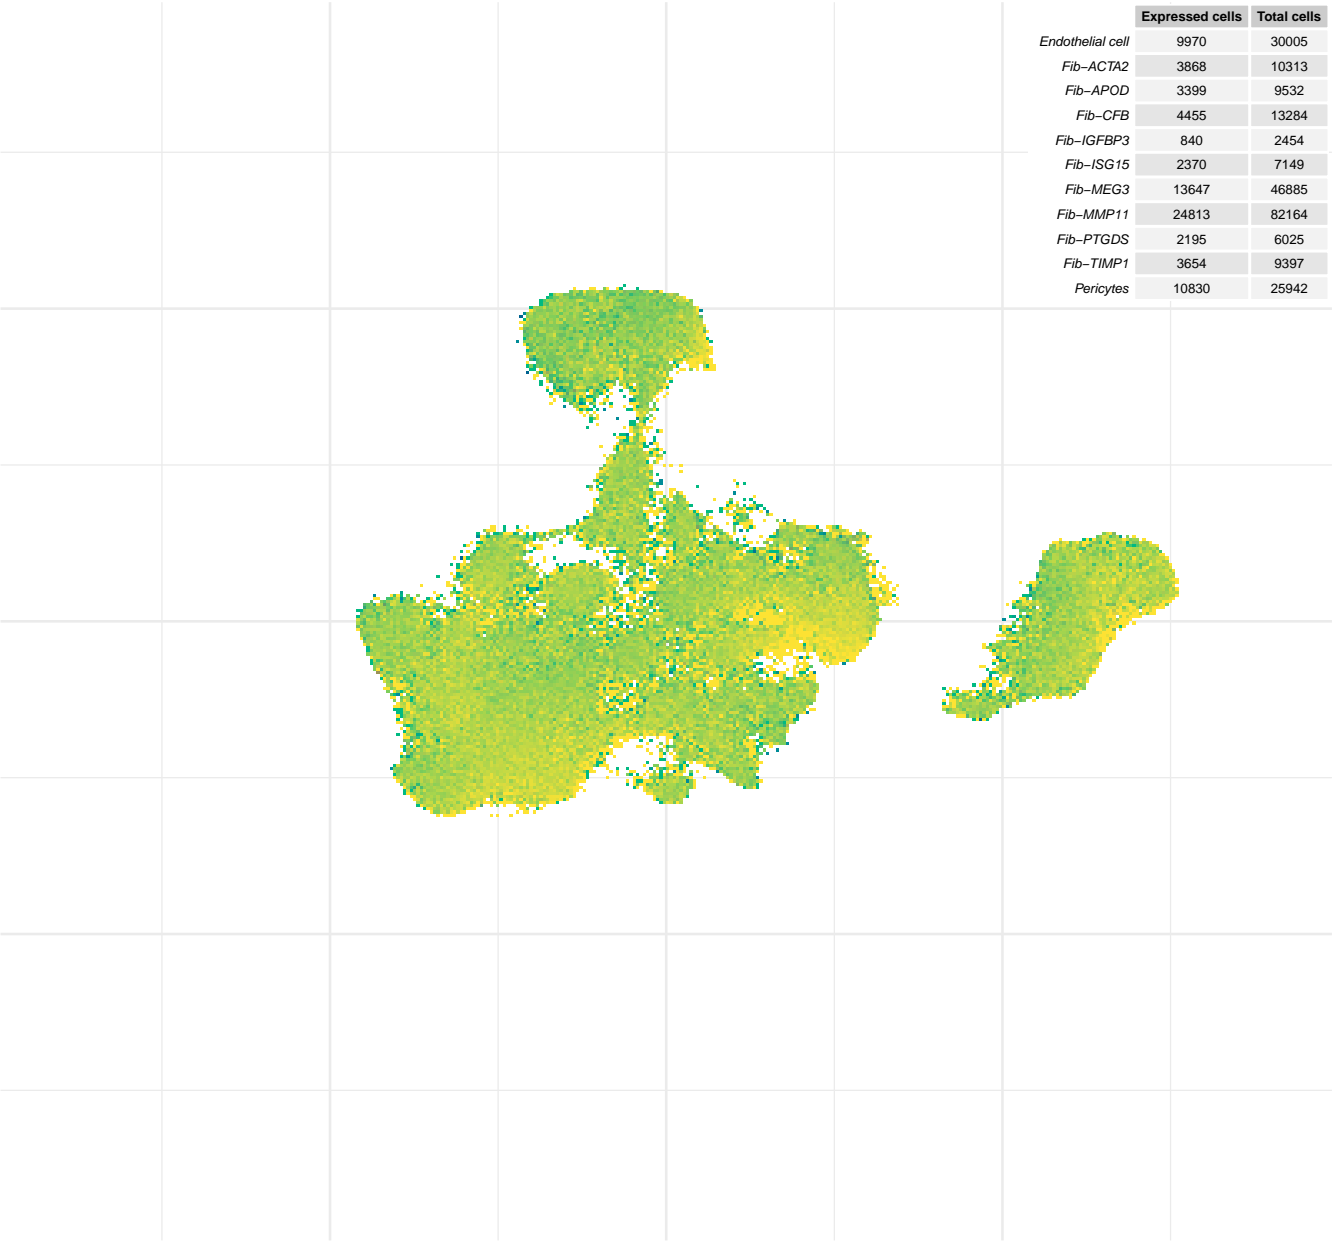 Expressed cells Total cells
Endothelial cell 9970 30005
Fib−ACTA2 3868 10313
Fib−APOD 3399 9532
Fib−CFB 4455 13284
Fib−IGFBP3 840 2454
Fib−ISG15 2370 7149
Fib−MEG3 13647 46885
Fib−MMP11 24813 82164
Fib−PTGDS 2195 6025
Fib−TIMP1 3654 9397
Pericytes 10830 25942